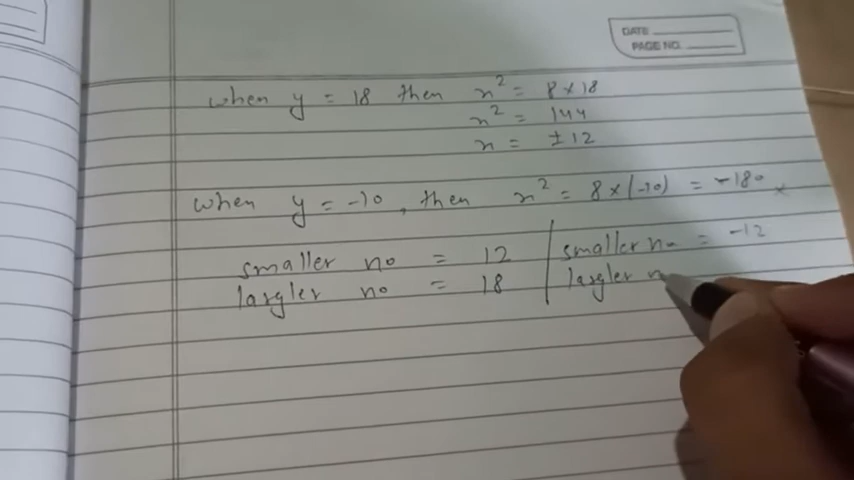 DATE
PAGE NO.
when y = 18 then x² = 8 × 18
x² = 144
x = ±12
when y = -10, then x² = 8 × (-10) = -180 ×
smaller no = 12 | smaller no = -12
largler no = 18 | largler n